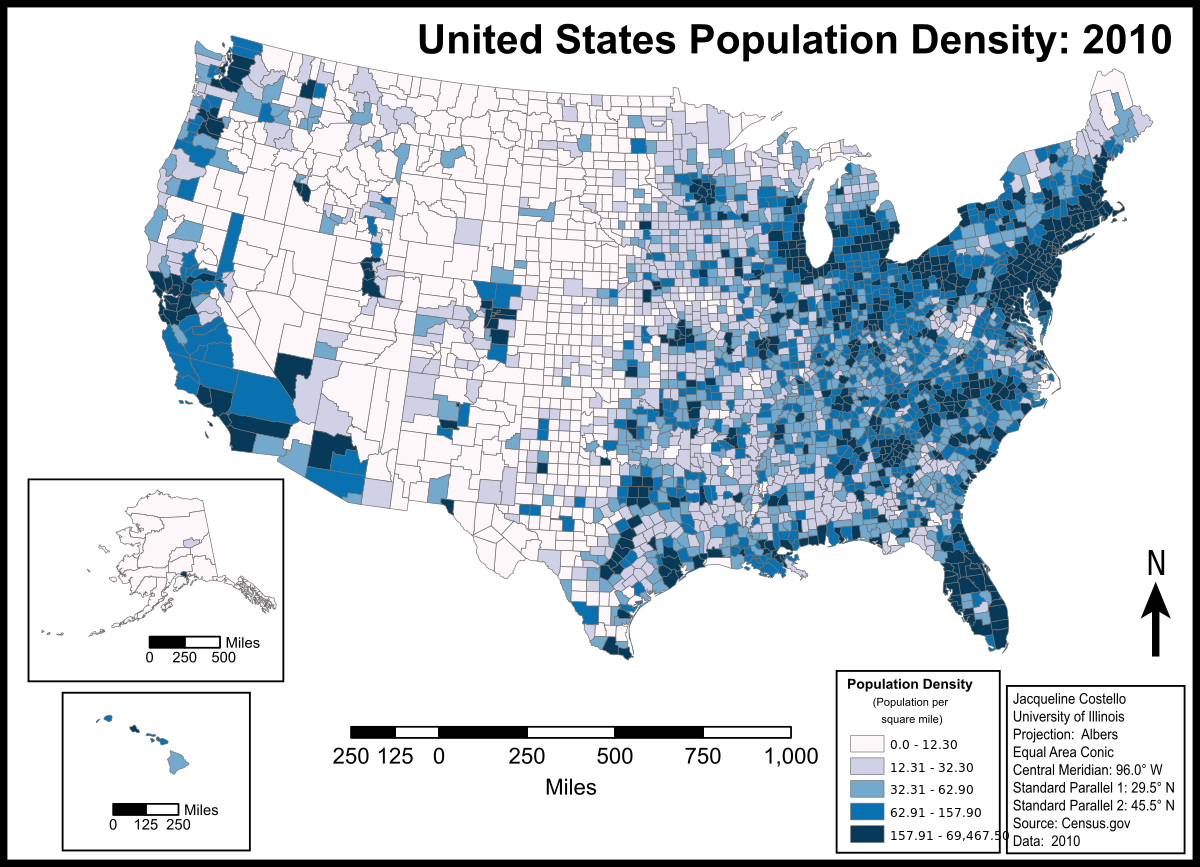 United States Population Density: 2010
N
Miles
0 250 500
Miles
0 125 250
250 125 0 250 500 750 1,000
Miles
Population Density
(Population per
square mile)
0.0 - 12.30
12.31 - 32.30
32.31 - 62.90
62.91 - 157.90
157.91 - 69,467.50
Jacqueline Costello
University of Illinois
Projection: Albers
Equal Area Conic
Central Meridian: 96.0° W
Standard Parallel 1: 29.5° N
Standard Parallel 2: 45.5° N
Source: Census.gov
Data: 2010